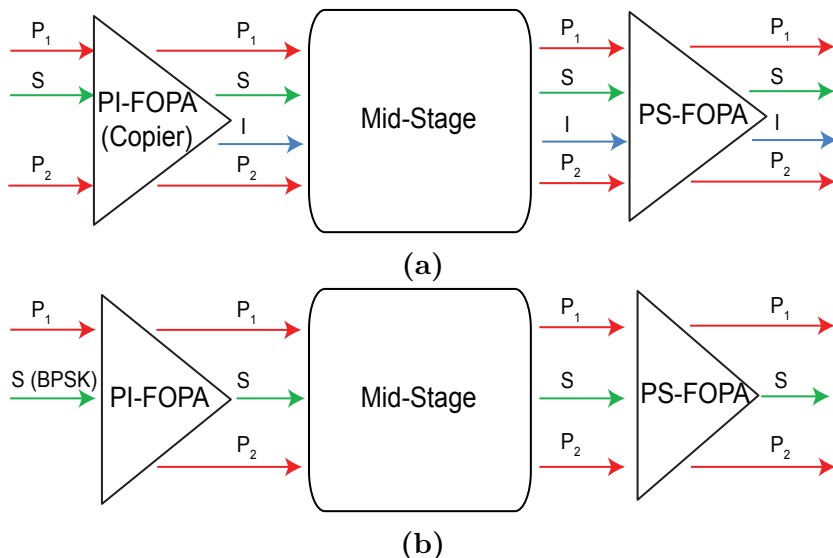 P1 P1 P1 P1
S S S S
PI-FOPA
(Copier)
Mid-Stage
PS-FOPA
I I I
P2 P2 P2 P2
(a)
P1 P1 P1 P1
S (BPSK) S S S
PI-FOPA
Mid-Stage
PS-FOPA
P2 P2 P2
(b)